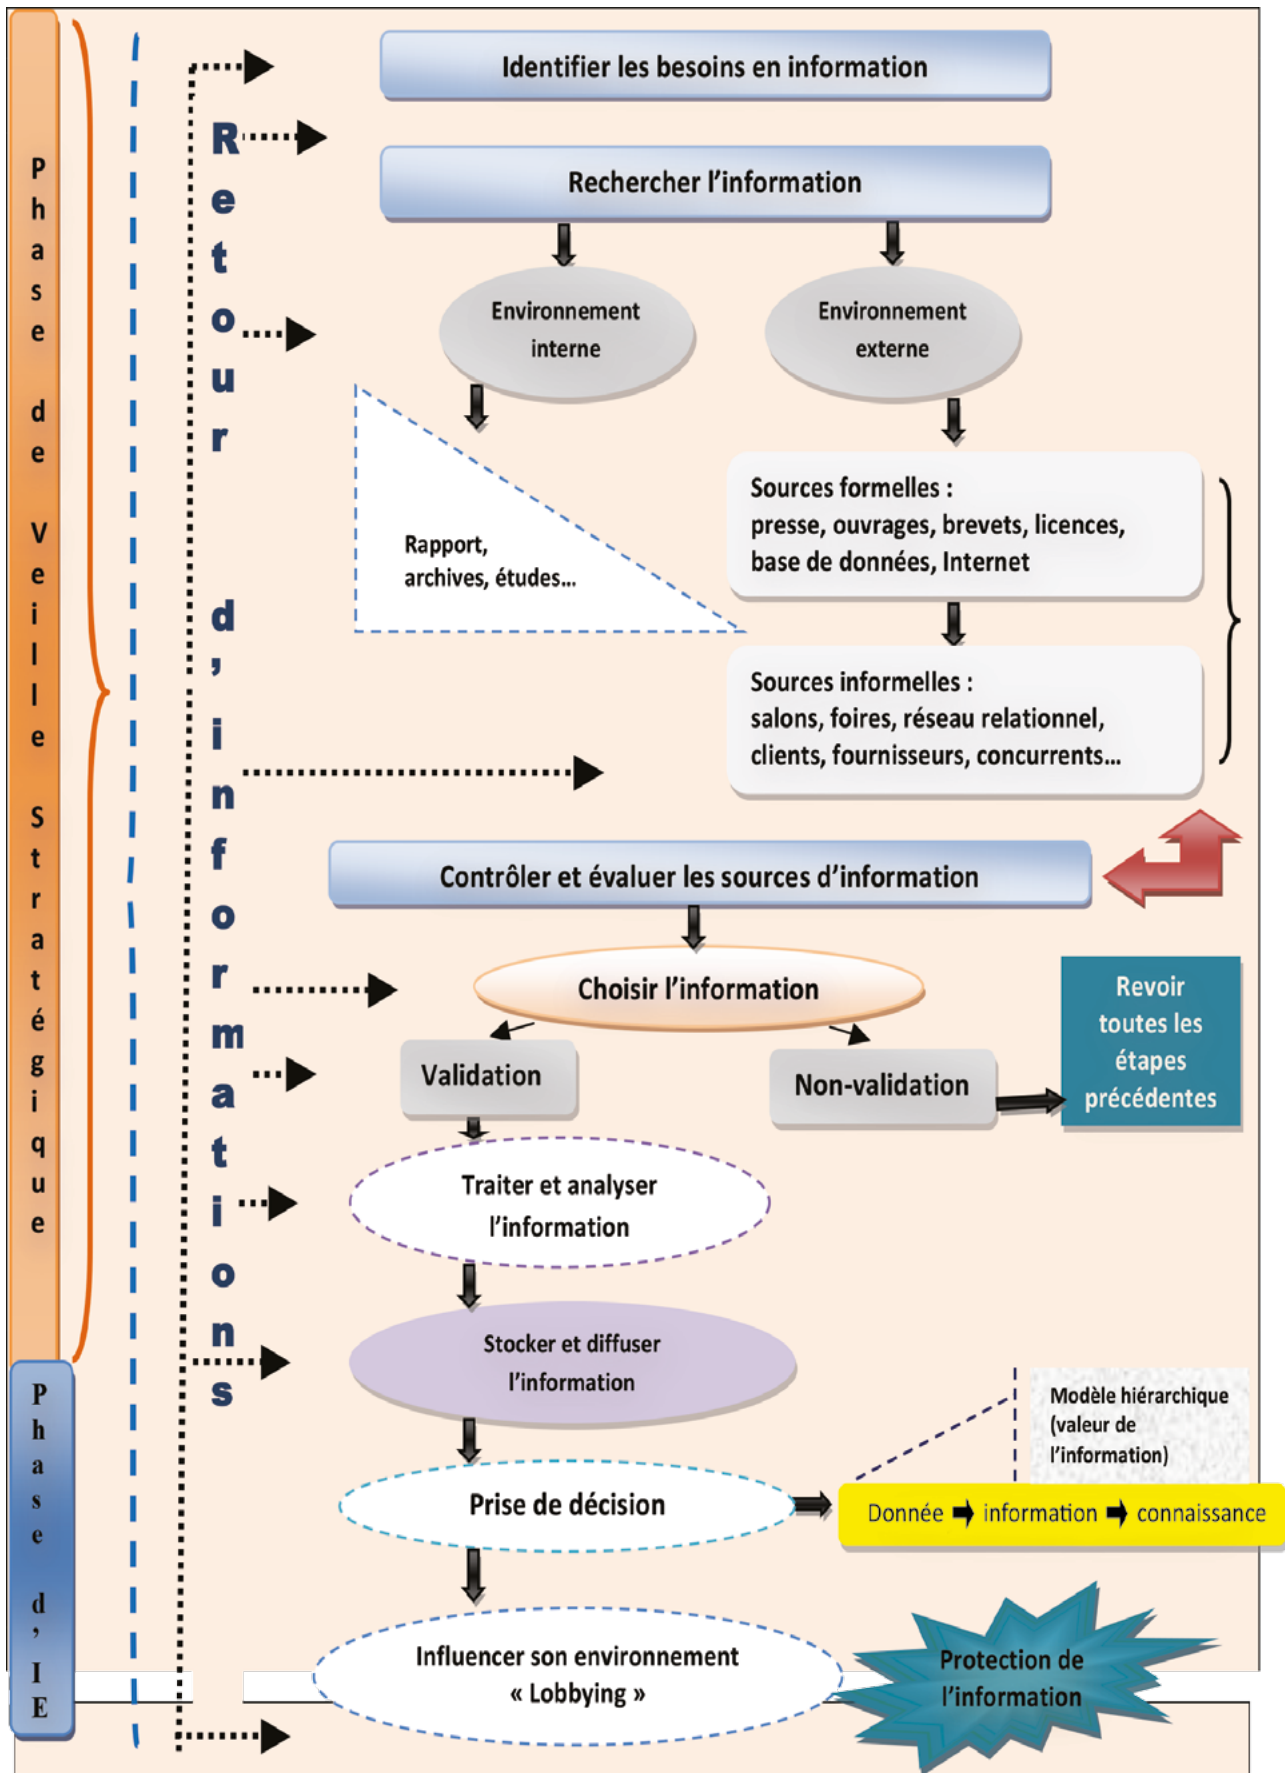 Phase de Veille Stratégique
Phase d’IE
Retour d’informations
Identifier les besoins en information
Rechercher l’information
Environnement
interne
Environnement
externe
Rapport,
archives, études...
Sources formelles :
presse, ouvrages, brevets, licences,
base de données, Internet
Sources informelles :
salons, foires, réseau relationnel,
clients, fournisseurs, concurrents...
Contrôler et évaluer les sources d’information
Choisir l’information
Validation
Non-validation
Revoir
toutes les
étapes
précédentes
Traiter et analyser
l’information
Stocker et diffuser
l’information
Prise de décision
Modèle hiérarchique
(valeur de
l’information)
Donnée ➡ information ➡ connaissance
Influencer son environnement
« Lobbying »
Protection de
l’information